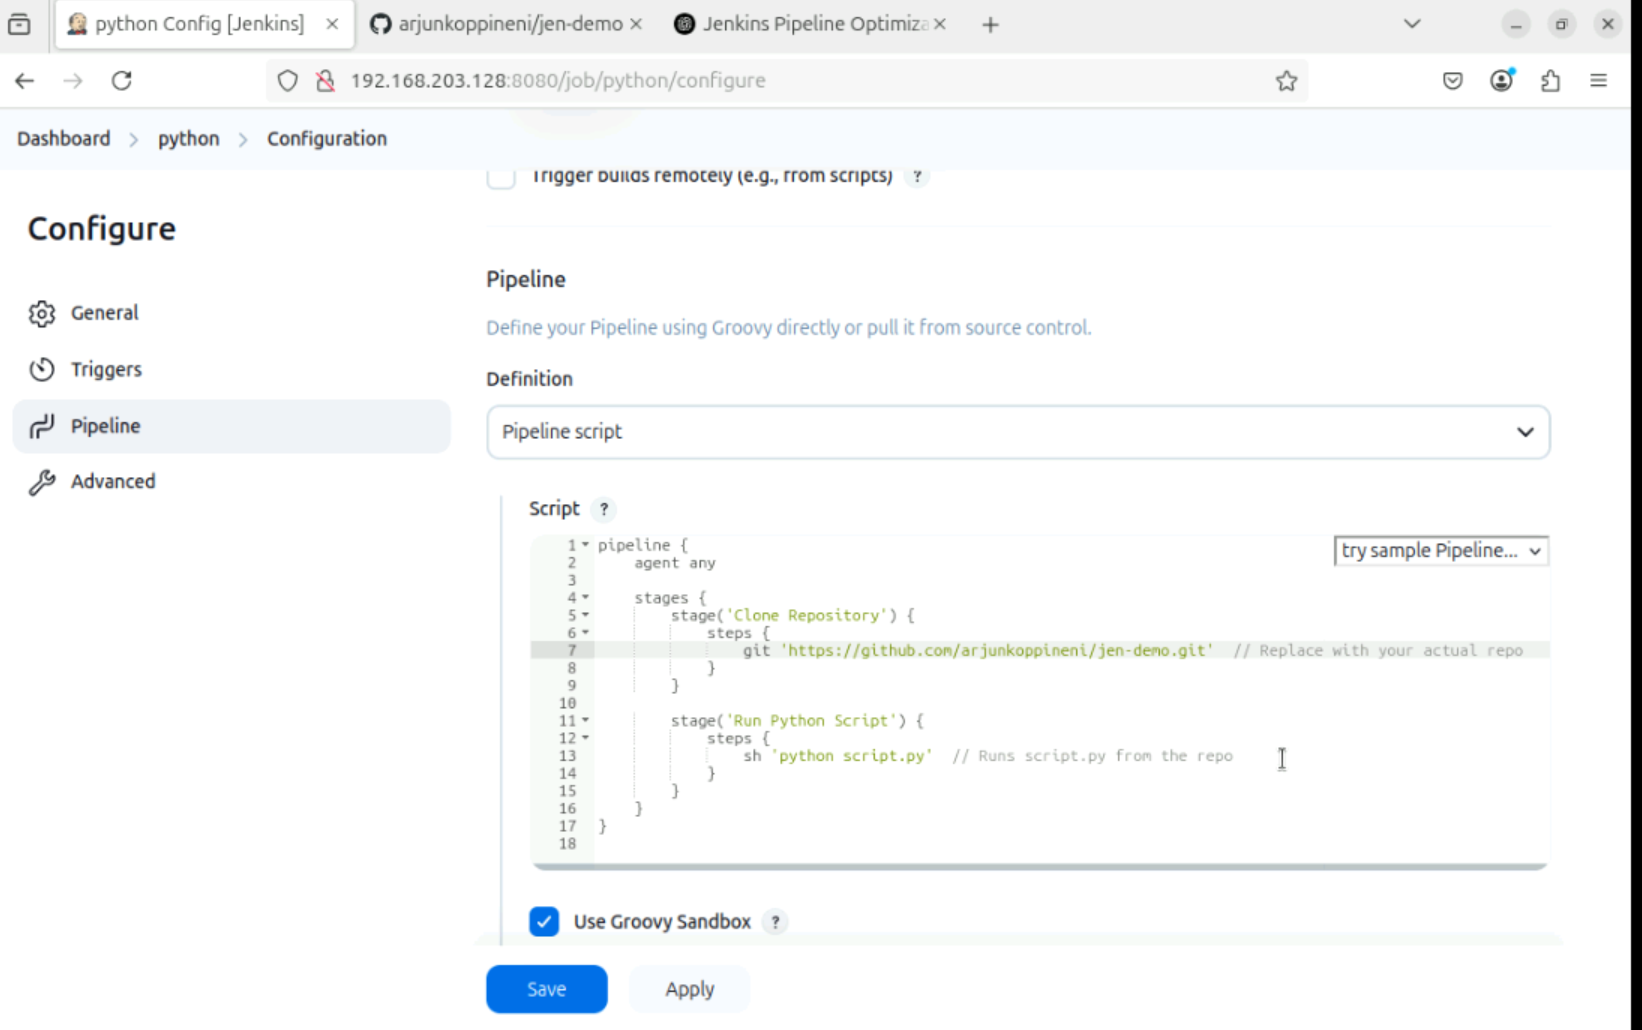 python Config [Jenkins]
arjunkoppineni/jen-demo
Jenkins Pipeline Optimiza
192.168.203.128:8080/job/python/configure
Dashboard > python > Configuration
Trigger builds remotely (e.g., from scripts) ?
Configure
General
Triggers
Pipeline
Advanced
Pipeline
Define your Pipeline using Groovy directly or pull it from source control.
Definition
Pipeline script
Script ?
try sample Pipeline...
1 pipeline {
2     agent any
3
4     stages {
5         stage('Clone Repository') {
6             steps {
7                 git 'https://github.com/arjunkoppineni/jen-demo.git'  // Replace with your actual repo
8             }
9         }
10
11         stage('Run Python Script') {
12             steps {
13                 sh 'python script.py'  // Runs script.py from the repo
14             }
15         }
16     }
17 }
18
Use Groovy Sandbox ?
Save
Apply